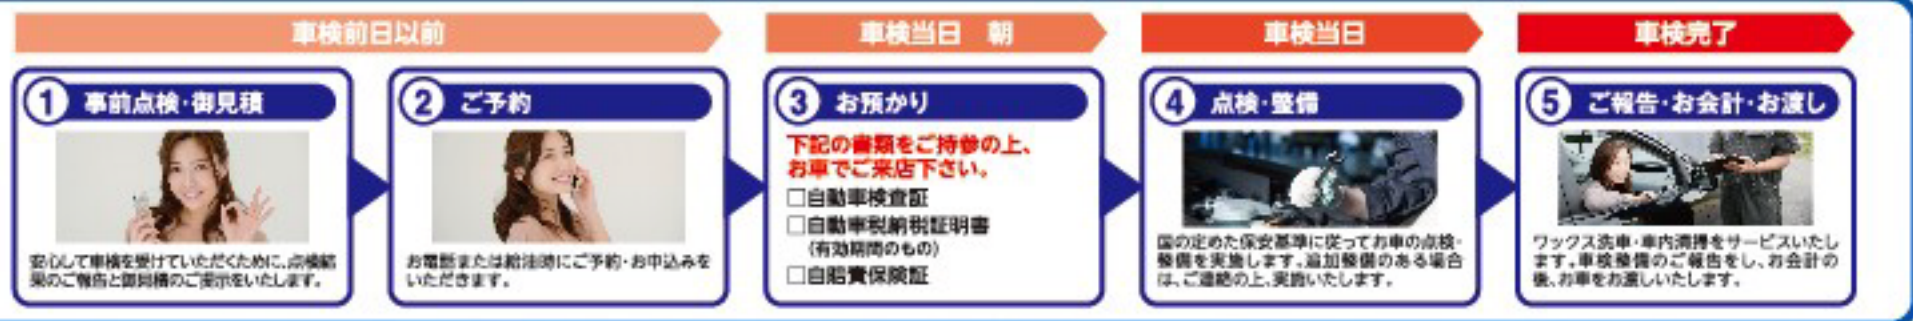 車検前日以前
車検当日 朝
車検当日
車検完了
① 事前点検・御見積
安心して車検を受けていただくために、点検結
果のご報告と御見積のご提示をいたします。
② ご予約
お電話または給油時にご予約・お申込みを
いただきます。
③ お預かり
下記の書類をご持参の上、
お車でご来店下さい。
□自動車検査証
□自動車税納税証明書
(有効期間のもの)
□自賠責保険証
④ 点検・整備
国の定めた保安基準に従ってお車の点検・
整備を実施します。追加整備のある場合
は、ご連絡の上、実施いたします。
⑤ ご報告・お会計・お渡し
ワックス洗車・車内清掃をサービスいたし
ます。車検整備のご報告をし、お会計の
後、お車をお渡しいたします。